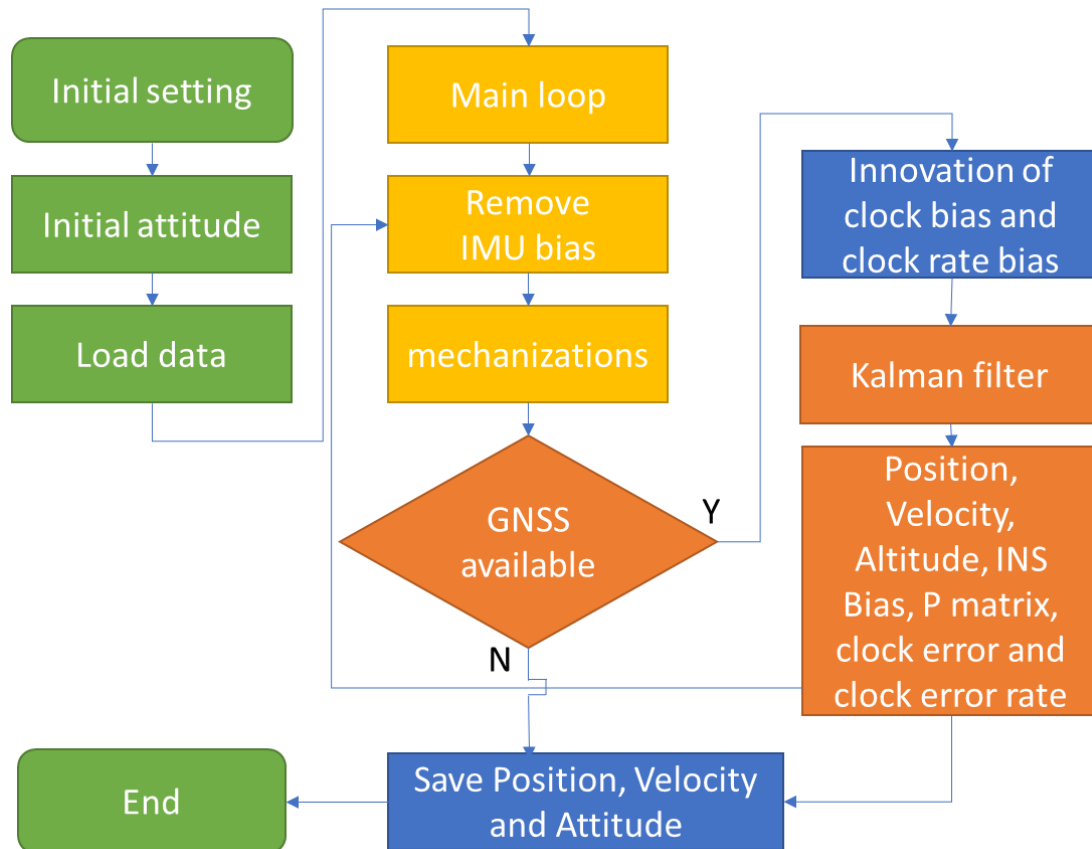 Initial setting
Initial attitude
Load data
Main loop
Remove
IMU bias
mechanizations
GNSS
available
Y
N
Innovation of
clock bias and
clock rate bias
Kalman filter
Position,
Velocity,
Altitude, INS
Bias, P matrix,
clock error and
clock error rate
Save Position, Velocity
and Attitude
End